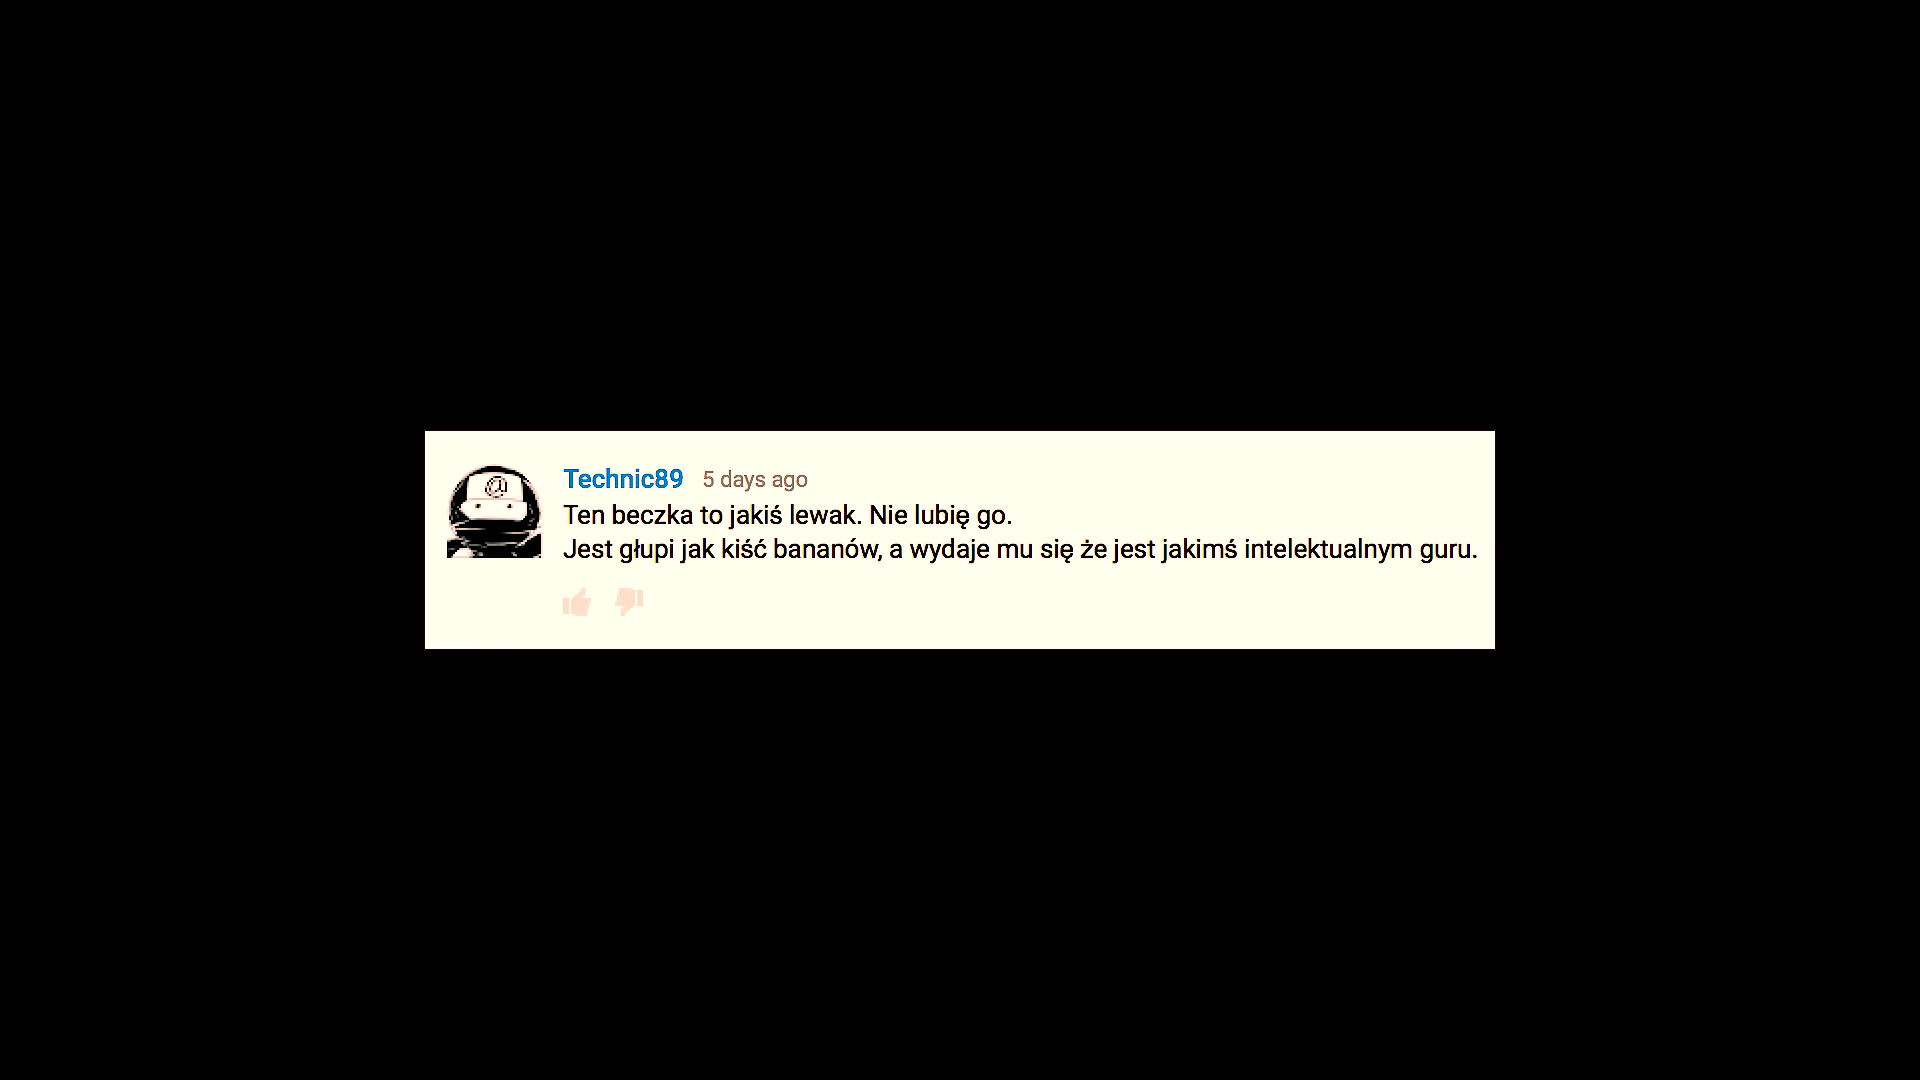 @
Technic89 5 days ago
Ten beczka to jakiś lewak. Nie lubię go.
Jest głupi jak kiść bananów, a wydaje mu się że jest jakimś intelektualnym guru.